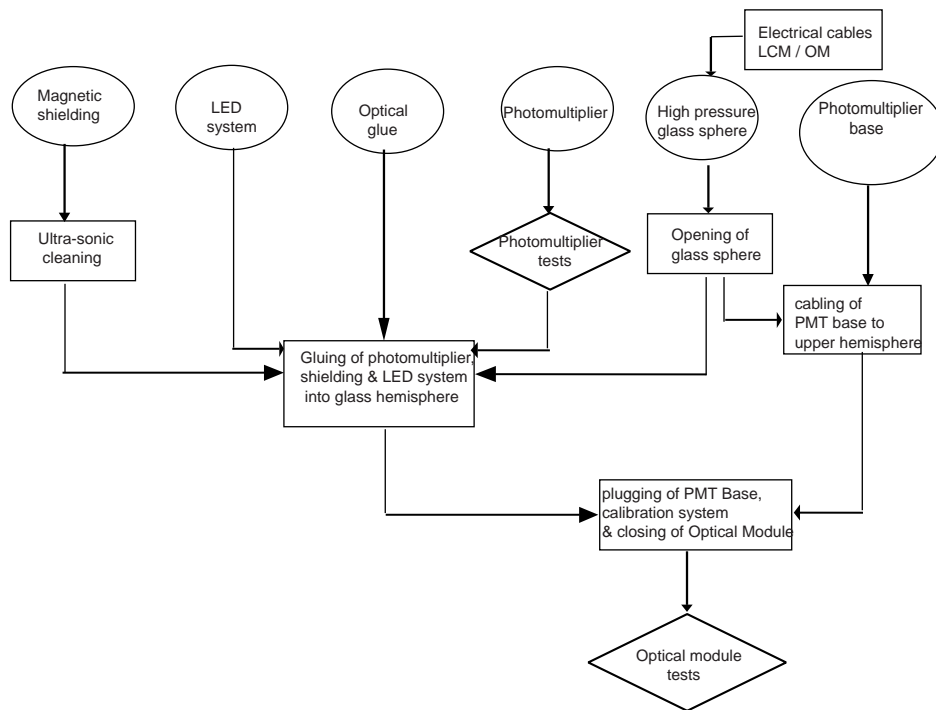 Electrical cables
LCM / OM
Magnetic
shielding
LED
system
Optical
glue
Photomultiplier
High pressure
glass sphere
Photomultiplier
base
Ultra-sonic
cleaning
Photomultiplier
tests
Opening of
glass sphere
cabling of
PMT base to
upper hemisphere
Gluing of photomultiplier,
shielding & LED system
into glass hemisphere
plugging of PMT Base,
calibration system
& closing of Optical Module
Optical module
tests